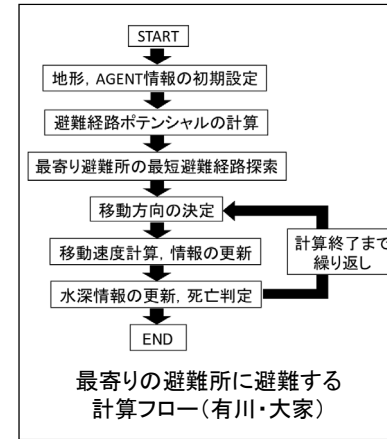 START
地形, AGENT情報の初期設定
避難経路ポテンシャルの計算
最寄り避難所の最短避難経路探索
移動方向の決定
移動速度計算, 情報の更新
水深情報の更新, 死亡判定
END
計算終了まで
繰り返し
最寄りの避難所に避難する
計算フロー(有川・大家)